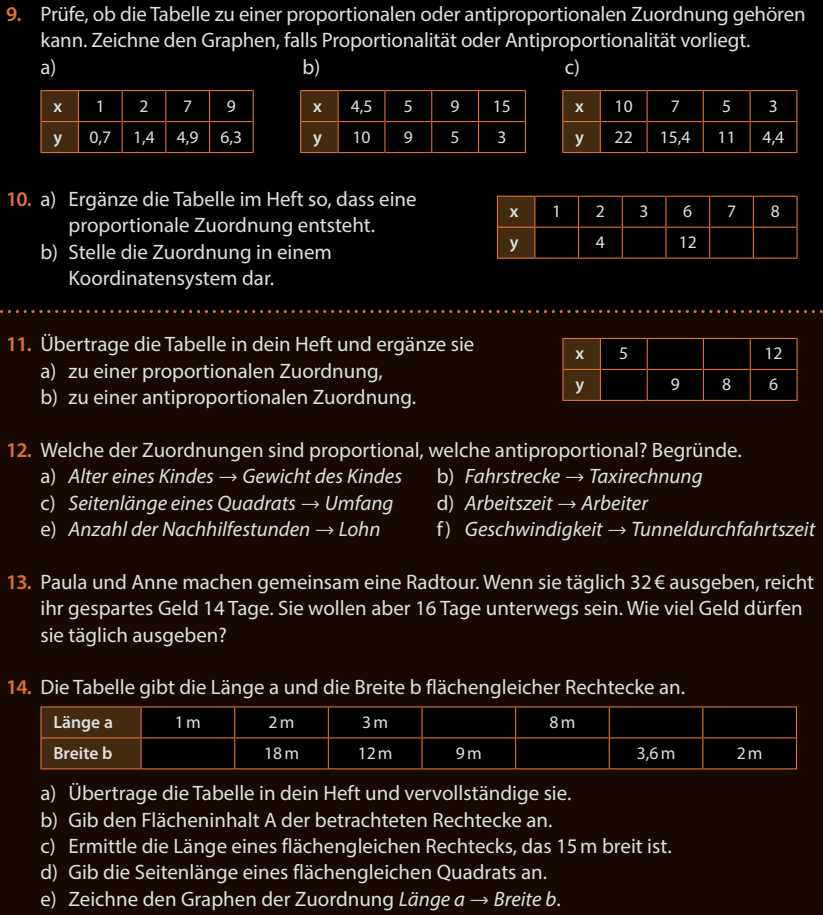 9. Prüfe, ob die Tabelle zu einer proportionalen oder antiproportionalen Zuordnung gehören
kann. Zeichne den Graphen, falls Proportionalität oder Antiproportionalität vorliegt.
a) b) c)
x 1 2 7 9 x 4,5 5 9 15 x 10 7 5 3
y 0,7 1,4 4,9 6,3 y 10 9 5 3 y 22 15,4 11 4,4
10. a) Ergänze die Tabelle im Heft so, dass eine
proportionale Zuordnung entsteht.
b) Stelle die Zuordnung in einem
Koordinatensystem dar.
x 1 2 3 6 7 8
y 4 12
11. Übertrage die Tabelle in dein Heft und ergänze sie
a) zu einer proportionalen Zuordnung,
b) zu einer antiproportionalen Zuordnung.
x 5 12
y 9 8 6
12. Welche der Zuordnungen sind proportional, welche antiproportional? Begründe.
a) Alter eines Kindes → Gewicht des Kindes b) Fahrstrecke → Taxirechnung
c) Seitenlänge eines Quadrats → Umfang d) Arbeitszeit → Arbeiter
e) Anzahl der Nachhilfestunden → Lohn f) Geschwindigkeit → Tunneldurchfahrtszeit
13. Paula und Anne machen gemeinsam eine Radtour. Wenn sie täglich 32 € ausgeben, reicht
ihr gespartes Geld 14 Tage. Sie wollen aber 16 Tage unterwegs sein. Wie viel Geld dürfen
sie täglich ausgeben?
14. Die Tabelle gibt die Länge a und die Breite b flächengleicher Rechtecke an.
Länge a 1 m 2 m 3 m 8 m
Breite b 18 m 12 m 9 m 3,6 m 2 m
a) Übertrage die Tabelle in dein Heft und vervollständige sie.
b) Gib den Flächeninhalt A der betrachteten Rechtecke an.
c) Ermittle die Länge eines flächengleichen Rechtecks, das 15 m breit ist.
d) Gib die Seitenlänge eines flächengleichen Quadrats an.
e) Zeichne den Graphen der Zuordnung Länge a → Breite b.